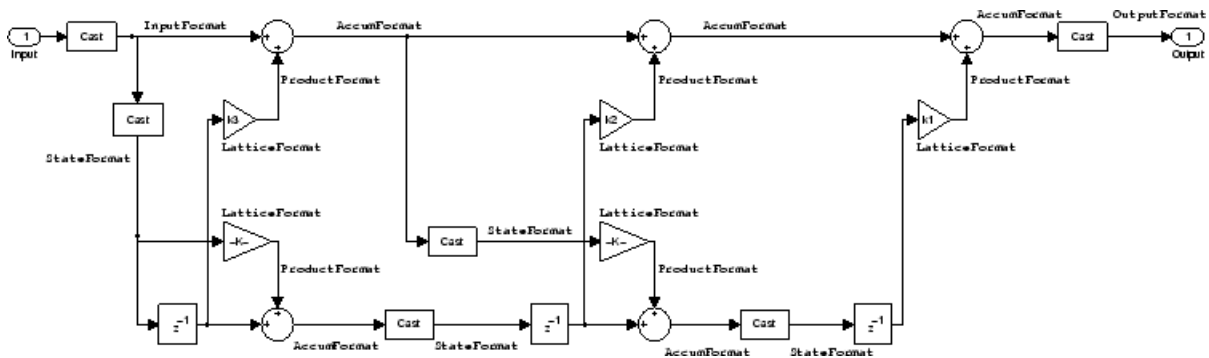 InputFormat
AccumFormat
AccumFormat
AccumFormat
OutputFormat
1
Input
Cast
+
+
+
+
+
+
Cast
1
Output
ProductFormat
ProductFormat
ProductFormat
Cast
k3
k2
k1
LatticeFormat
LatticeFormat
LatticeFormat
StateFormat
LatticeFormat
LatticeFormat
-K-
Cast
StateFormat
-K-
ProductFormat
ProductFormat
z-1
+
+
Cast
z-1
+
+
Cast
z-1
AccumFormat
StateFormat
AccumFormat
StateFormat